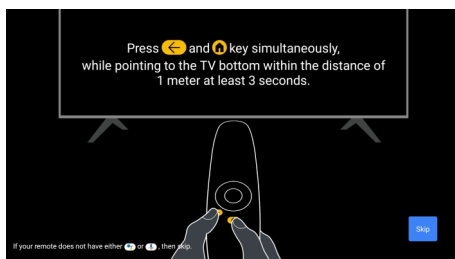 Press and key simultaneously,
while pointing to the TV bottom within the distance of
1 meter at least 3 seconds.
Skip
If your remote does not have either or , then skip.